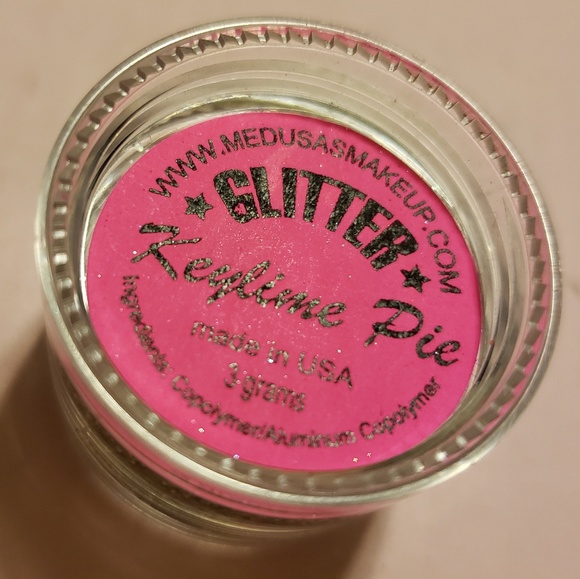 WWW.MEDUSASMAKEUP.COM
GLITTER
Keylime Pie
made in USA
3 grams
Ingredients: Copolymer/Aluminum Copolymer